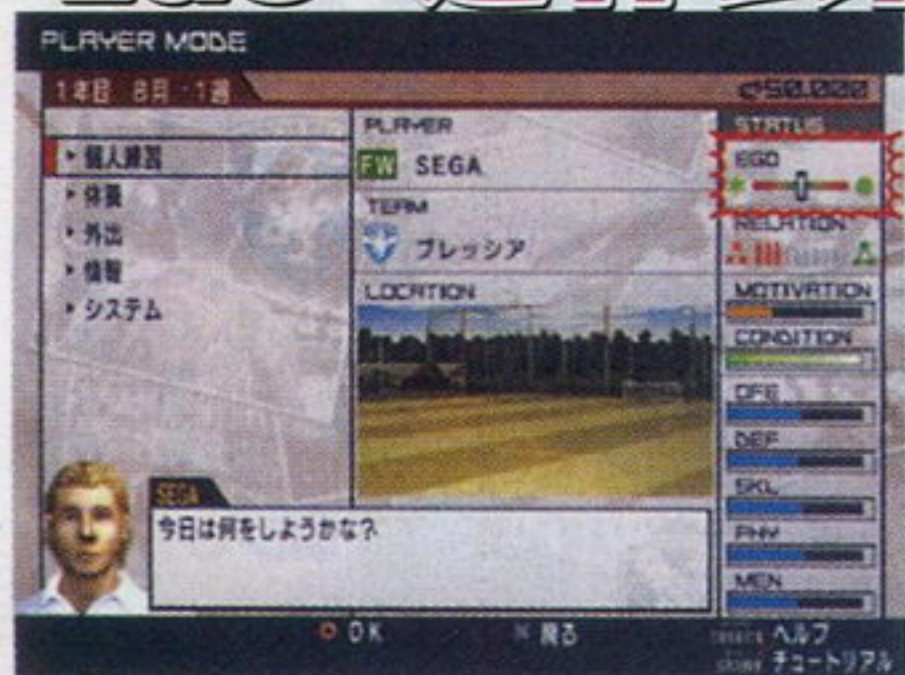 PLAYER MODE
1年目 8月・1週
50,000
個人練習
休養
外出
情報
システム
PLAYER
FW SEGA
TEAM
ブレッシア
LOCATION
STATUS
EGO
RELATION
MOTIVATION
CONDITION
OFE
DEF
SKL
PHY
MEN
SEGA
今日は何をしようかな?
OK
戻る
SELECT ヘルプ
START チュートリアル